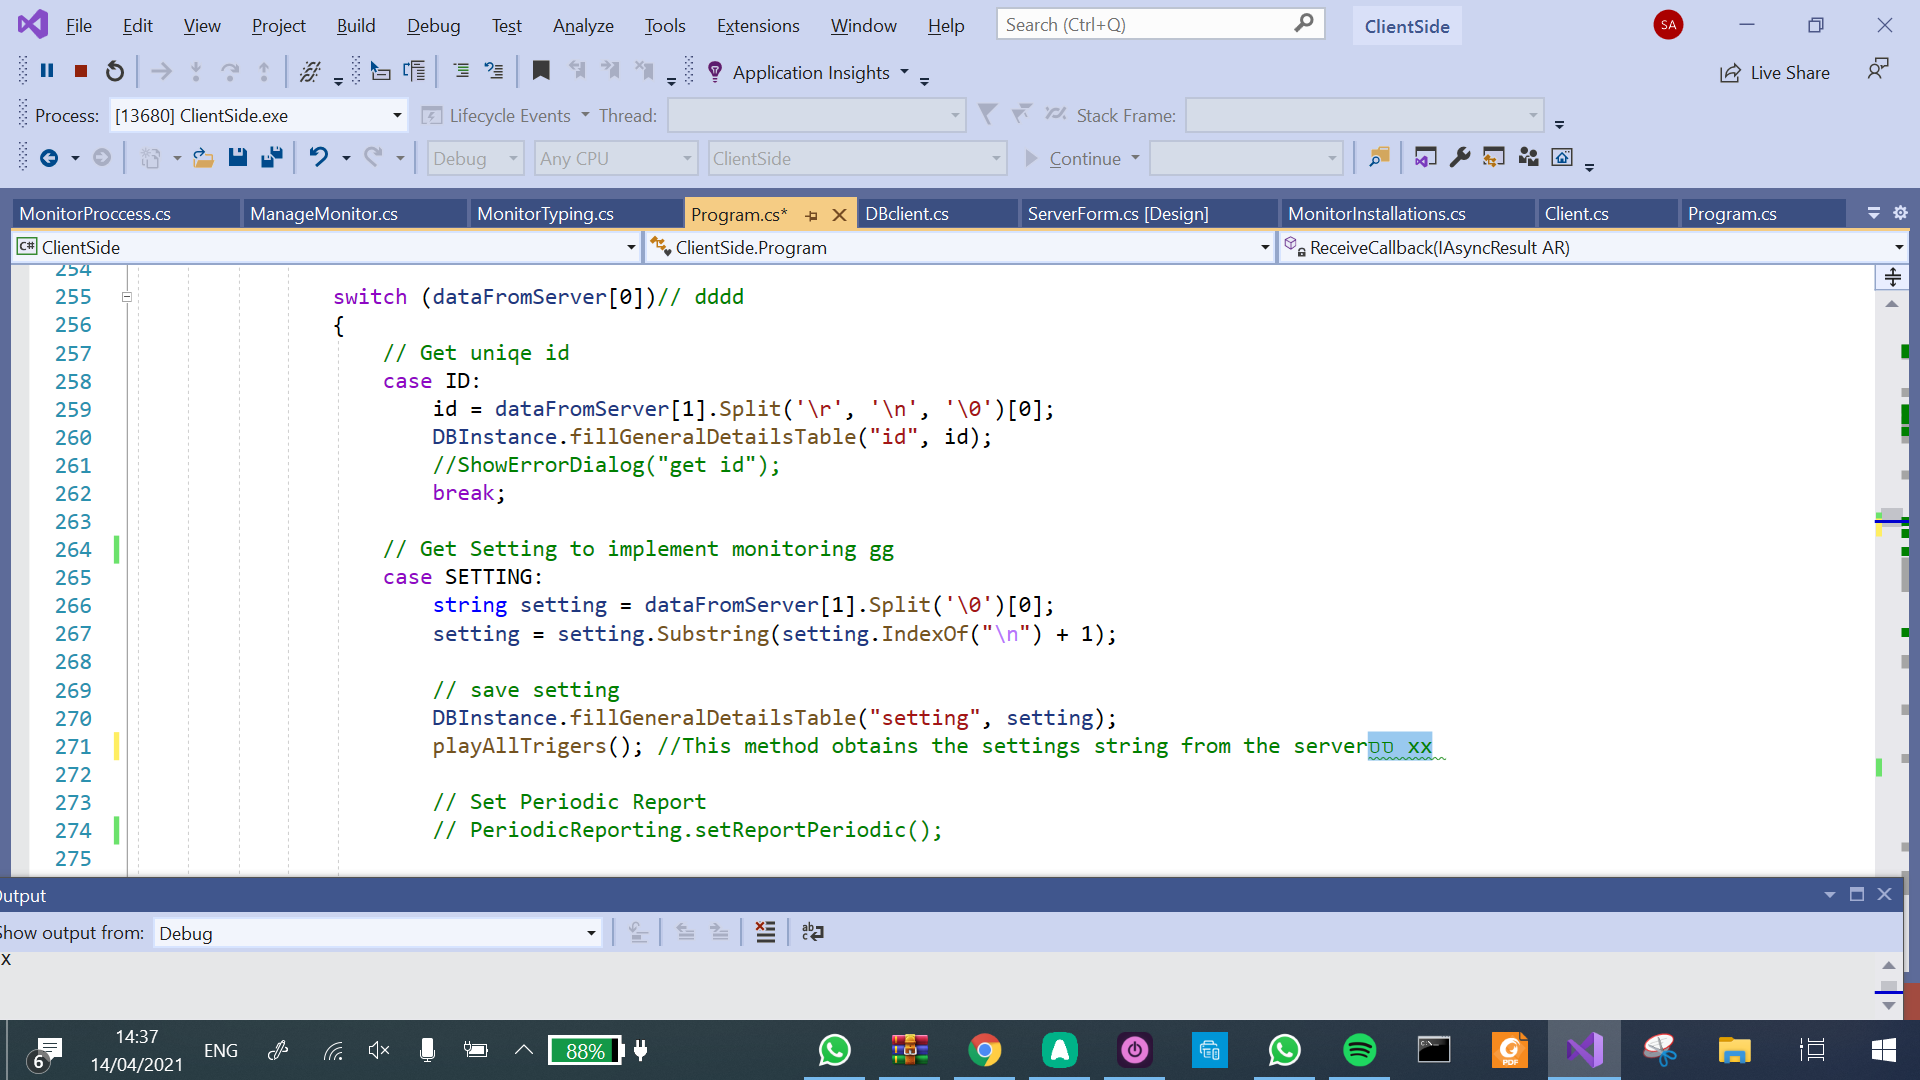 File Edit View Project Build Debug Test Analyze Tools Extensions Window Help Search (Ctrl+Q) ClientSide SA
Application Insights Live Share
Process: [13680] ClientSide.exe Lifecycle Events Thread: Stack Frame:
Debug Any CPU ClientSide Continue
MonitorProccess.cs ManageMonitor.cs MonitorTyping.cs Program.cs* DBclient.cs ServerForm.cs [Design] MonitorInstallations.cs Client.cs Program.cs
C# ClientSide ClientSide.Program ReceiveCallback(IAsyncResult AR)
254
255 switch (dataFromServer[0])// dddd
256 {
257 // Get uniqe id
258 case ID:
259 id = dataFromServer[1].Split('\r', '\n', '\0')[0];
260 DBInstance.fillGeneralDetailsTable("id", id);
261 //ShowErrorDialog("get id");
262 break;
263
264 // Get Setting to implement monitoring gg
265 case SETTING:
266 string setting = dataFromServer[1].Split('\0')[0];
267 setting = setting.Substring(setting.IndexOf("\n") + 1);
268
269 // save setting
270 DBInstance.fillGeneralDetailsTable("setting", setting);
271 playAllTrigers(); //This method obtains the settings string from the serverסס xx
272
273 // Set Periodic Report
274 // PeriodicReporting.setReportPeriodic();
275
Output
Show output from: Debug
x
6 14:37 ENG 88%
14/04/2021